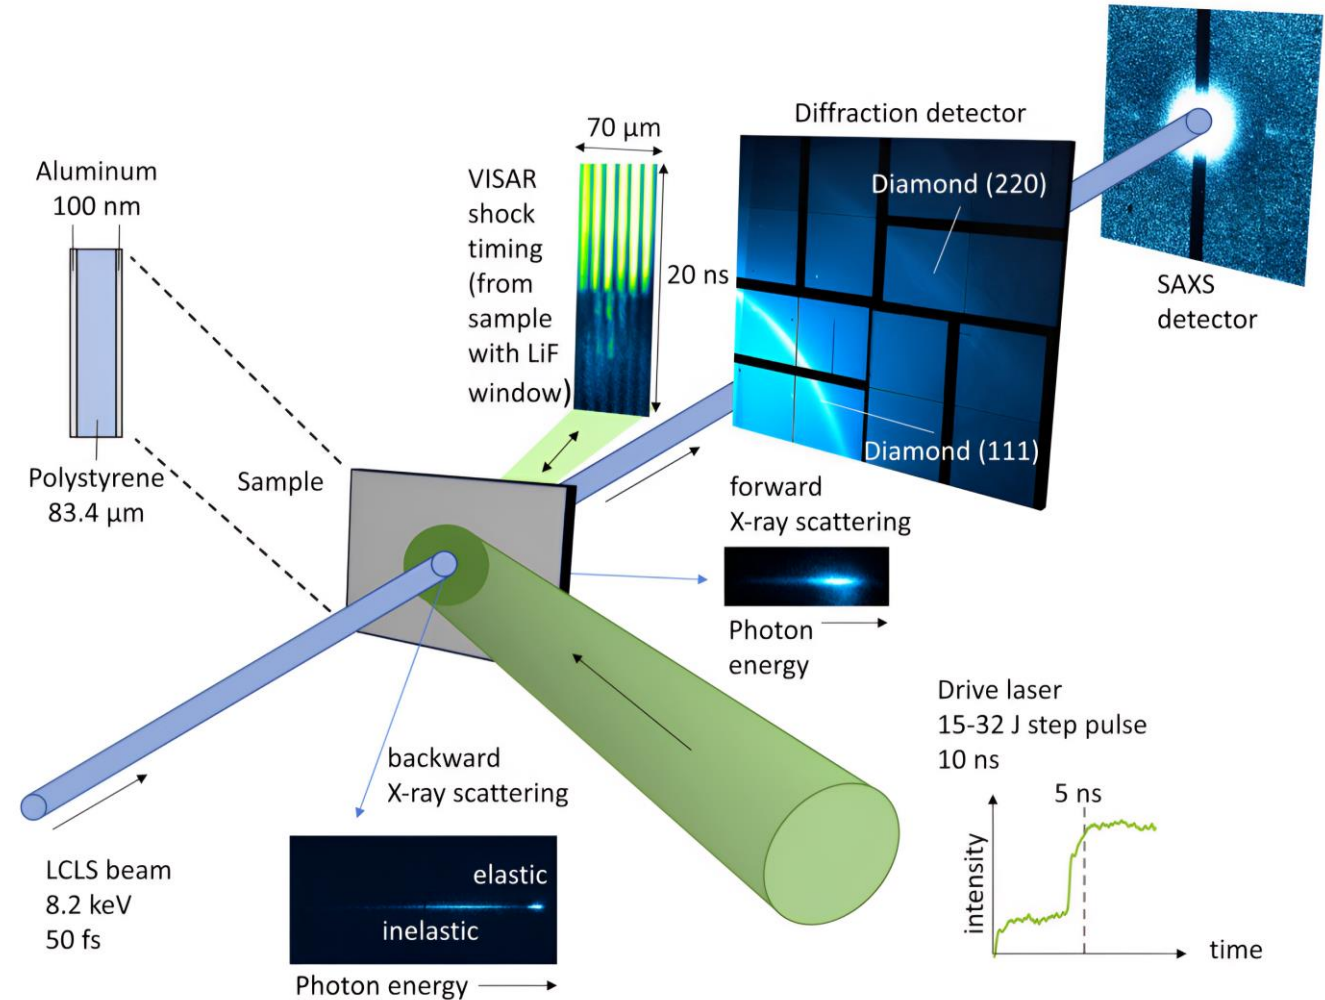 Aluminum
100 nm
Polystyrene
83.4 µm
Sample
VISAR
shock
timing
(from
sample
with LiF
window)
70 µm
20 ns
Diffraction detector
Diamond (220)
Diamond (111)
SAXS
detector
forward
X-ray scattering
Photon
energy
backward
X-ray scattering
elastic
inelastic
Photon energy
LCLS beam
8.2 keV
50 fs
Drive laser
15-32 J step pulse
10 ns
5 ns
intensity
time